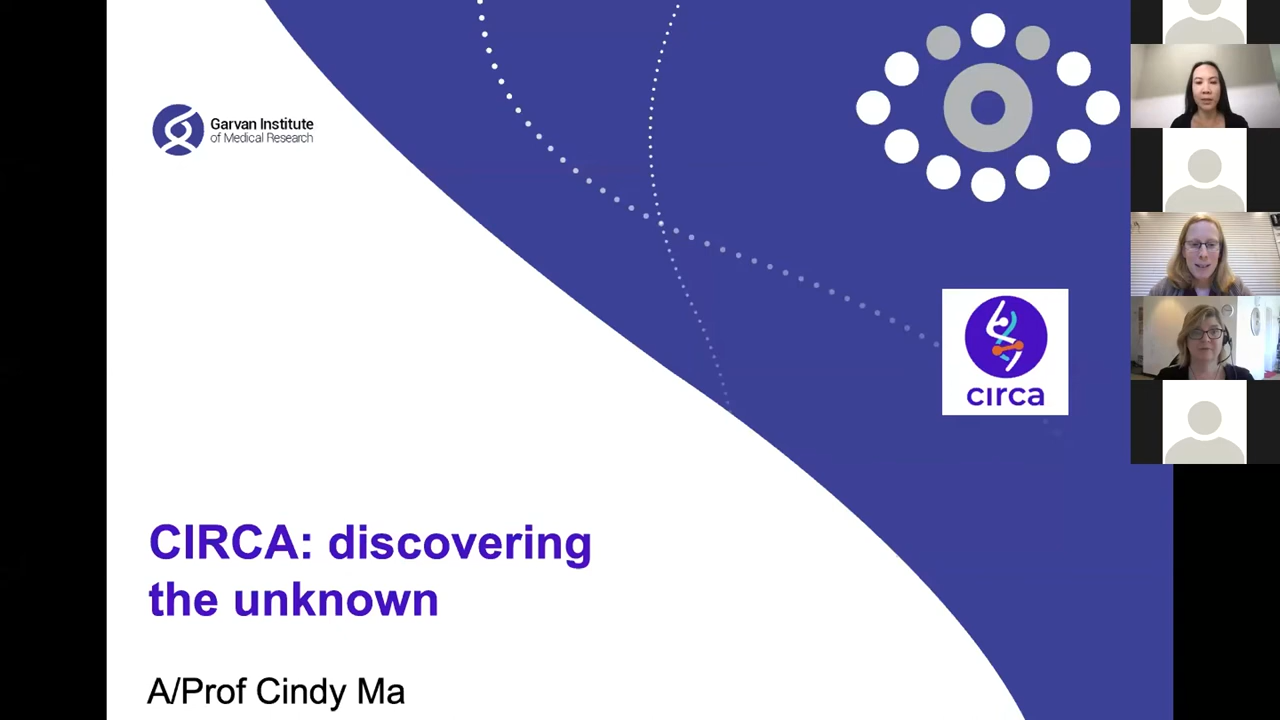 Garvan Institute
of Medical Research
circa
CIRCA: discovering
the unknown
A/Prof Cindy Ma